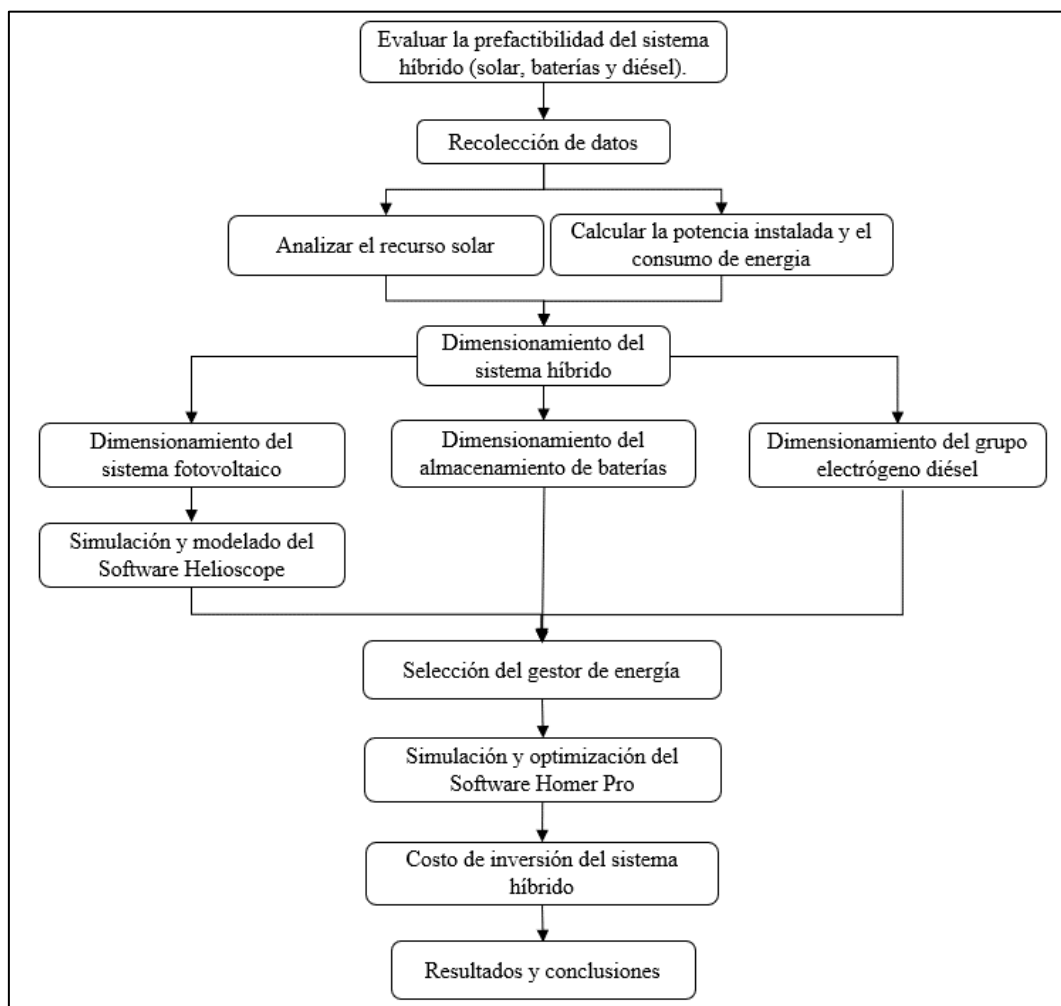 Evaluar la prefactibilidad del sistema
híbrido (solar, baterías y diésel).
Recolección de datos
Analizar el recurso solar
Calcular la potencia instalada y el
consumo de energia
Dimensionamiento del
sistema híbrido
Dimensionamiento del
sistema fotovoltaico
Dimensionamiento del
almacenamiento de baterías
Dimensionamiento del grupo
electrógeno diésel
Simulación y modelado del
Software Helioscope
Selección del gestor de energía
Simulación y optimización del
Software Homer Pro
Costo de inversión del sistema
híbrido
Resultados y conclusiones